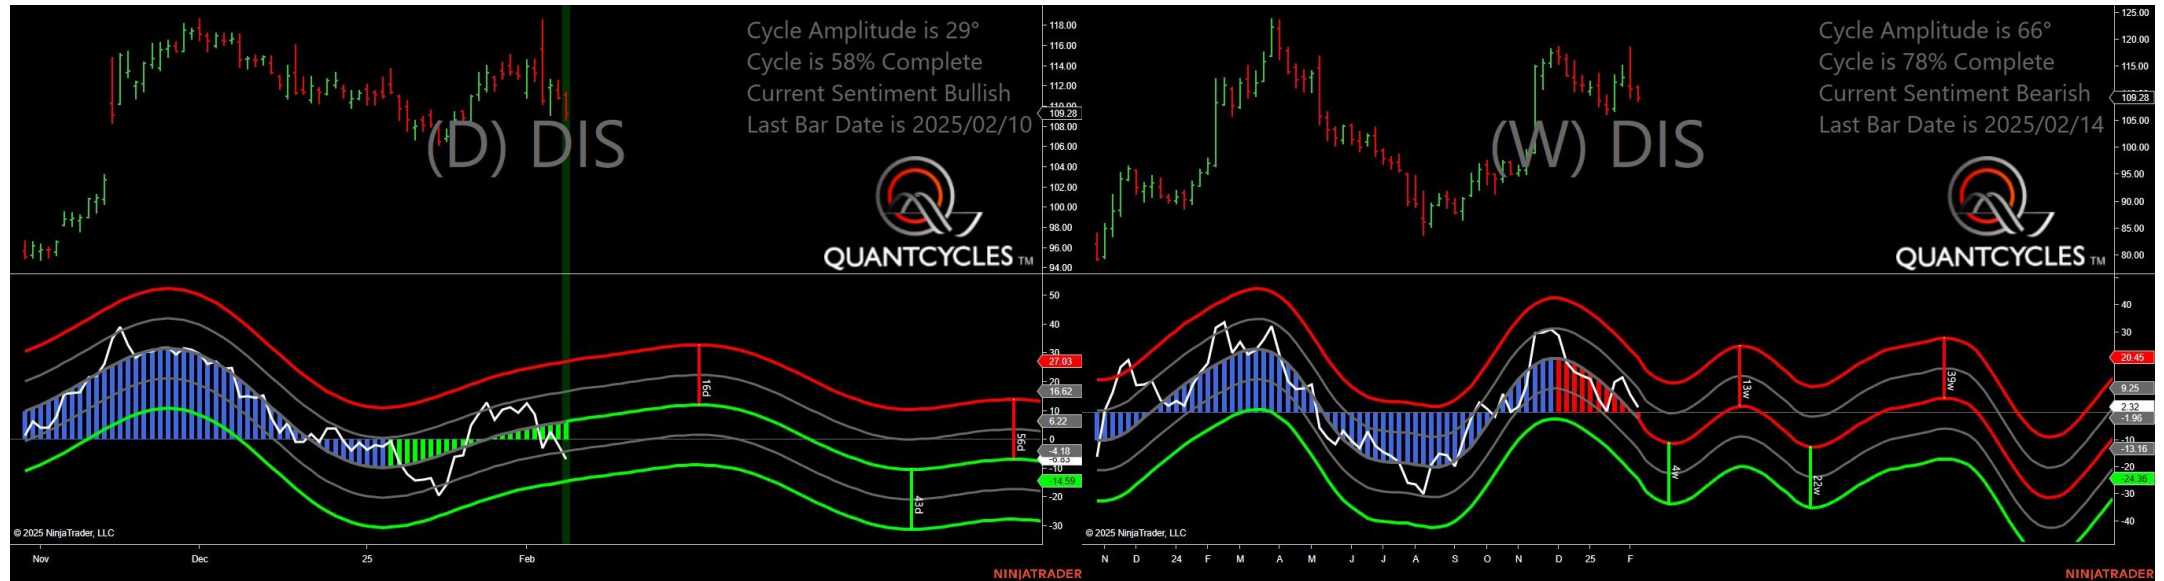 Cycle Amplitude is 29°
Cycle is 58% Complete
Current Sentiment Bullish
Last Bar Date is 2025/02/10
(D) DIS
QUANTCYCLES TM
118.00
116.00
114.00
112.00
110.00
109.28
108.00
106.00
104.00
102.00
100.00
98.00
96.00
94.00
50
40
30
27.03
20
16.62
10
6.22
0
-4.18
-10
-14.59
-20
-30
16d
43d
56d
© 2025 NinjaTrader, LLC
Nov Dec 25 Feb
NINJATRADER
Cycle Amplitude is 66°
Cycle is 78% Complete
Current Sentiment Bearish
Last Bar Date is 2025/02/14
(W) DIS
QUANTCYCLES TM
125.00
120.00
115.00
109.28
105.00
100.00
95.00
90.00
85.00
80.00
40
30
20.45
9.25
2.32
-1.96
-10
-13.16
-20
-24.36
-30
-40
4w
13w
22w
39w
© 2025 NinjaTrader, LLC
N D 24 F M A M J J A S O N D 25 F
NINJATRADER